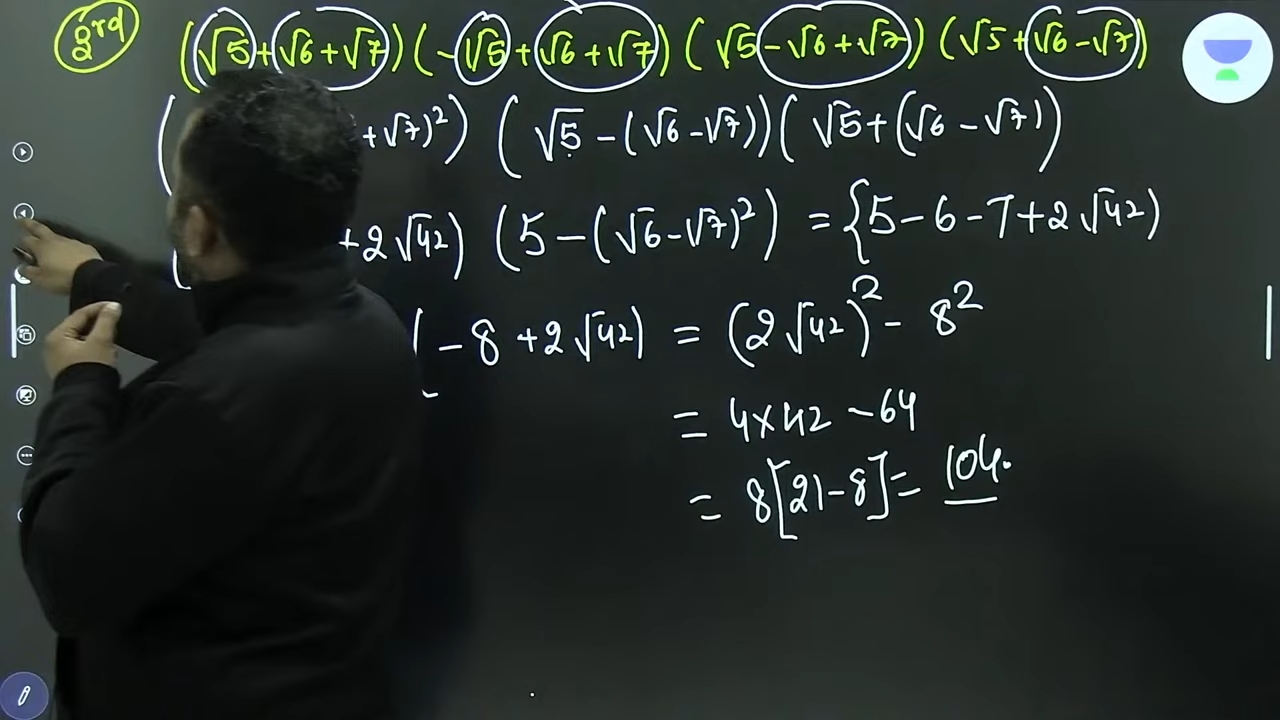 3rd (√5+√6+√7)(-√5+√6+√7)(√5-√6+√7)(√5+√6-√7)
( +√7)²) (√5-(√6-√7))(√5+(√6-√7))
( +2√42) (5-(√6-√7)²) = {5-6-7+2√42)
(-8+2√42) = (2√42)² - 8²
= 4×42 -64
= 8[21-8] = 104.